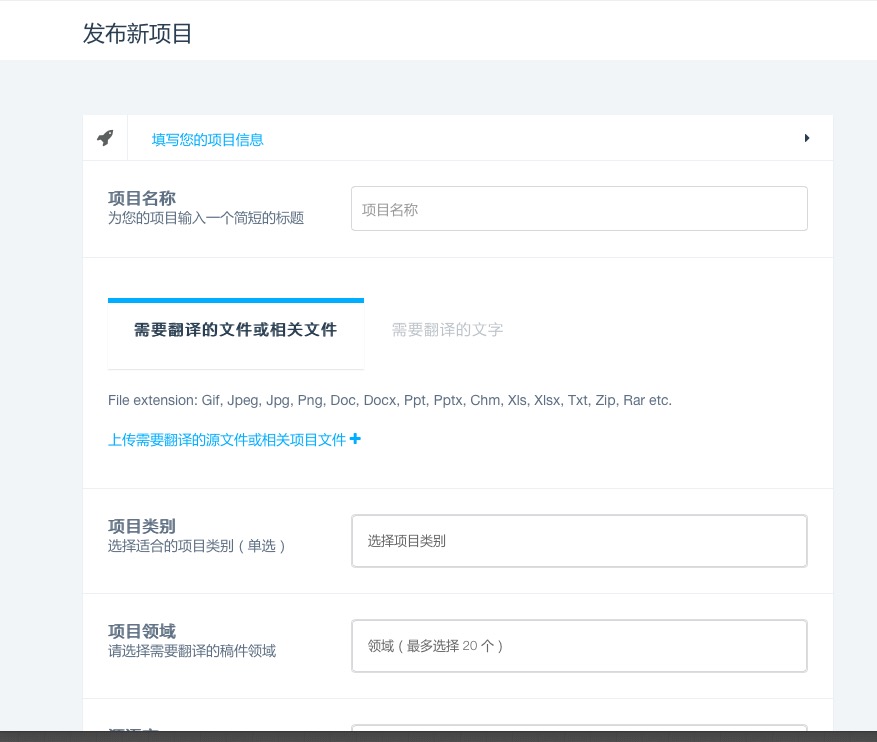 发布新项目
填写您的项目信息
项目名称
为您的项目输入一个简短的标题
项目名称
需要翻译的文件或相关文件
需要翻译的文字
File extension: Gif, Jpeg, Jpg, Png, Doc, Docx, Ppt, Pptx, Chm, Xls, Xlsx, Txt, Zip, Rar etc.
上传需要翻译的源文件或相关项目文件
项目类别
选择适合的项目类别（单选）
选择项目类别
项目领域
请选择需要翻译的稿件领域
领域（最多选择 20 个）